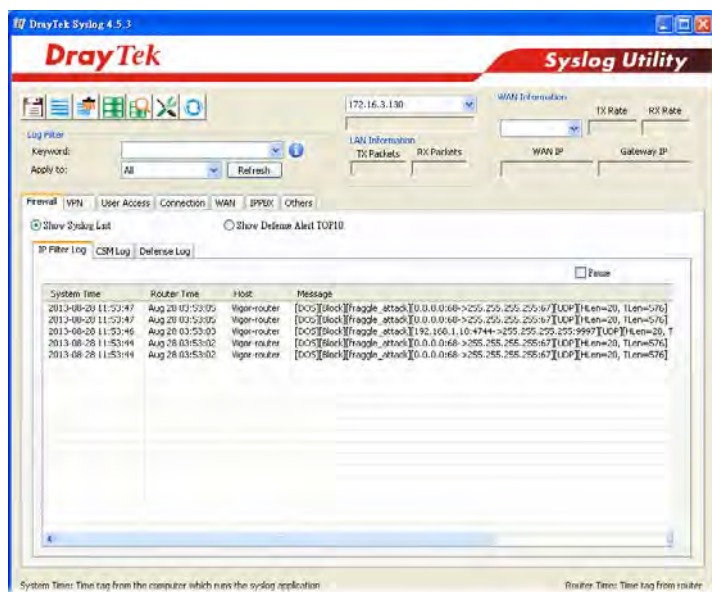 DrayTek Syslog 4.5.3
DrayTek
Syslog Utility
172.16.3.130
WAN Information
TX Rate RX Rate
Log Filter
Keyword:
LAN Information
TX Packets RX Packets
WAN IP Gateway IP
Apply to: All Refresh
Firewall VPN User Access Connection WAN IPPBX Others
Show Syslog List Show Defense Alert TOP10
IP Filter Log CSM Log Defense Log
Pause
System Time Router Time Host Message
2013-08-28 11:53:47 Aug 28 03:53:05 Vigor-router [DOS][Block][fraggle_attack][0.0.0.0:68->255.255.255.255:67][UDP][HLen=20, TLen=576]
2013-08-28 11:53:47 Aug 28 03:53:05 Vigor-router [DOS][Block][fraggle_attack][0.0.0.0:68->255.255.255.255:67][UDP][HLen=20, TLen=576]
2013-08-28 11:53:46 Aug 28 03:53:03 Vigor-router [DOS][Block][fraggle_attack][192.168.1.10:4744->255.255.255.255:9997][UDP][HLen=20, T
2013-08-28 11:53:44 Aug 28 03:53:02 Vigor-router [DOS][Block][fraggle_attack][0.0.0.0:68->255.255.255.255:67][UDP][HLen=20, TLen=576]
2013-08-28 11:53:44 Aug 28 03:53:02 Vigor-router [DOS][Block][fraggle_attack][0.0.0.0:68->255.255.255.255:67][UDP][HLen=20, TLen=576]
System Time: Time tag from the computer which runs the syslog application Router Time: Time tag from router